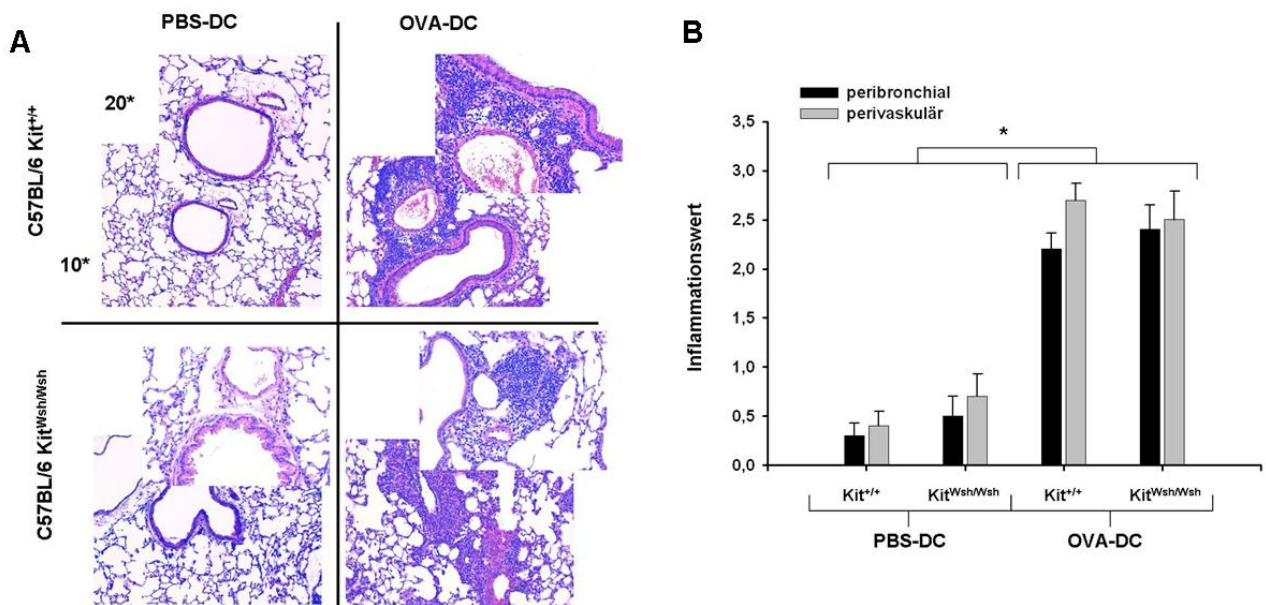 A
PBS-DC
OVA-DC
C57BL/6 Kit+/+
20*
10*
C57BL/6 KitWsh/Wsh
B
peribronchial
perivaskulär
*
Inflammationswert
3,5
3,0
2,5
2,0
1,5
1,0
0,5
0,0
Kit+/+ KitWsh/Wsh Kit+/+ KitWsh/Wsh
PBS-DC OVA-DC